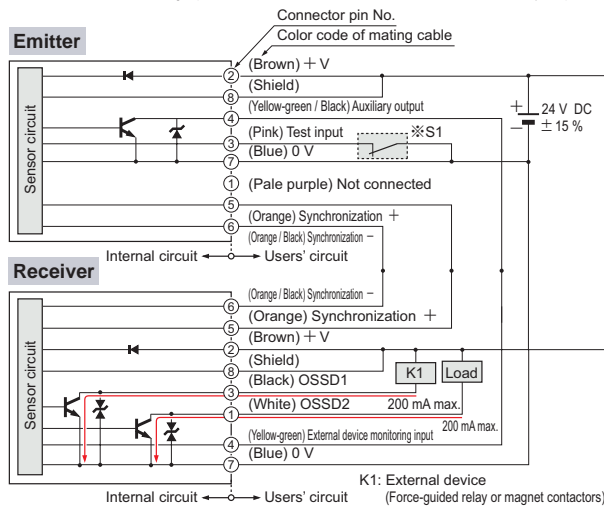 Connector pin No.
Color code of mating cable
Emitter
Sensor circuit
2 (Brown) + V
8 (Shield)
4 (Yellow-green / Black) Auxiliary output
3 (Pink) Test input
※S1
7 (Blue) 0 V
1 (Pale purple) Not connected
5 (Orange) Synchronization +
6 (Orange / Black) Synchronization −
+
−
24 V DC
± 15 %
Internal circuit
Users' circuit
Receiver
Sensor circuit
6 (Orange / Black) Synchronization −
5 (Orange) Synchronization +
2 (Brown) + V
8 (Shield)
3 (Black) OSSD1
K1
Load
1 (White) OSSD2
200 mA max.
200 mA max.
4 (Yellow-green) External device monitoring input
7 (Blue) 0 V
Internal circuit
Users' circuit
K1: External device
(Force-guided relay or magnet contactors)